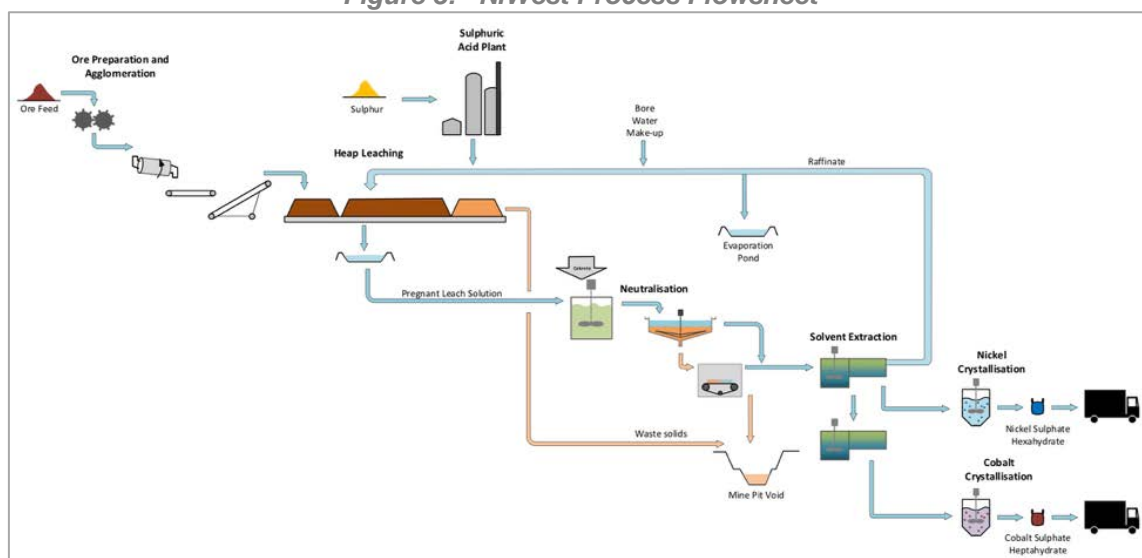 Figure 3. NiWest Process Flowsheet
Sulphuric
Acid Plant
Ore Preparation and
Agglomeration
Ore Feed
Sulphur
Bore
Water
Make-up
Heap Leaching
Raffinate
Evaporation
Pond
Calcrete
Pregnant Leach Solution
Neutralisation
Solvent Extraction
Nickel
Crystallisation
Nickel Sulphate
Hexahydrate
Waste solids
Mine Pit Void
Cobalt
Crystallisation
Cobalt Sulphate
Heptahydrate